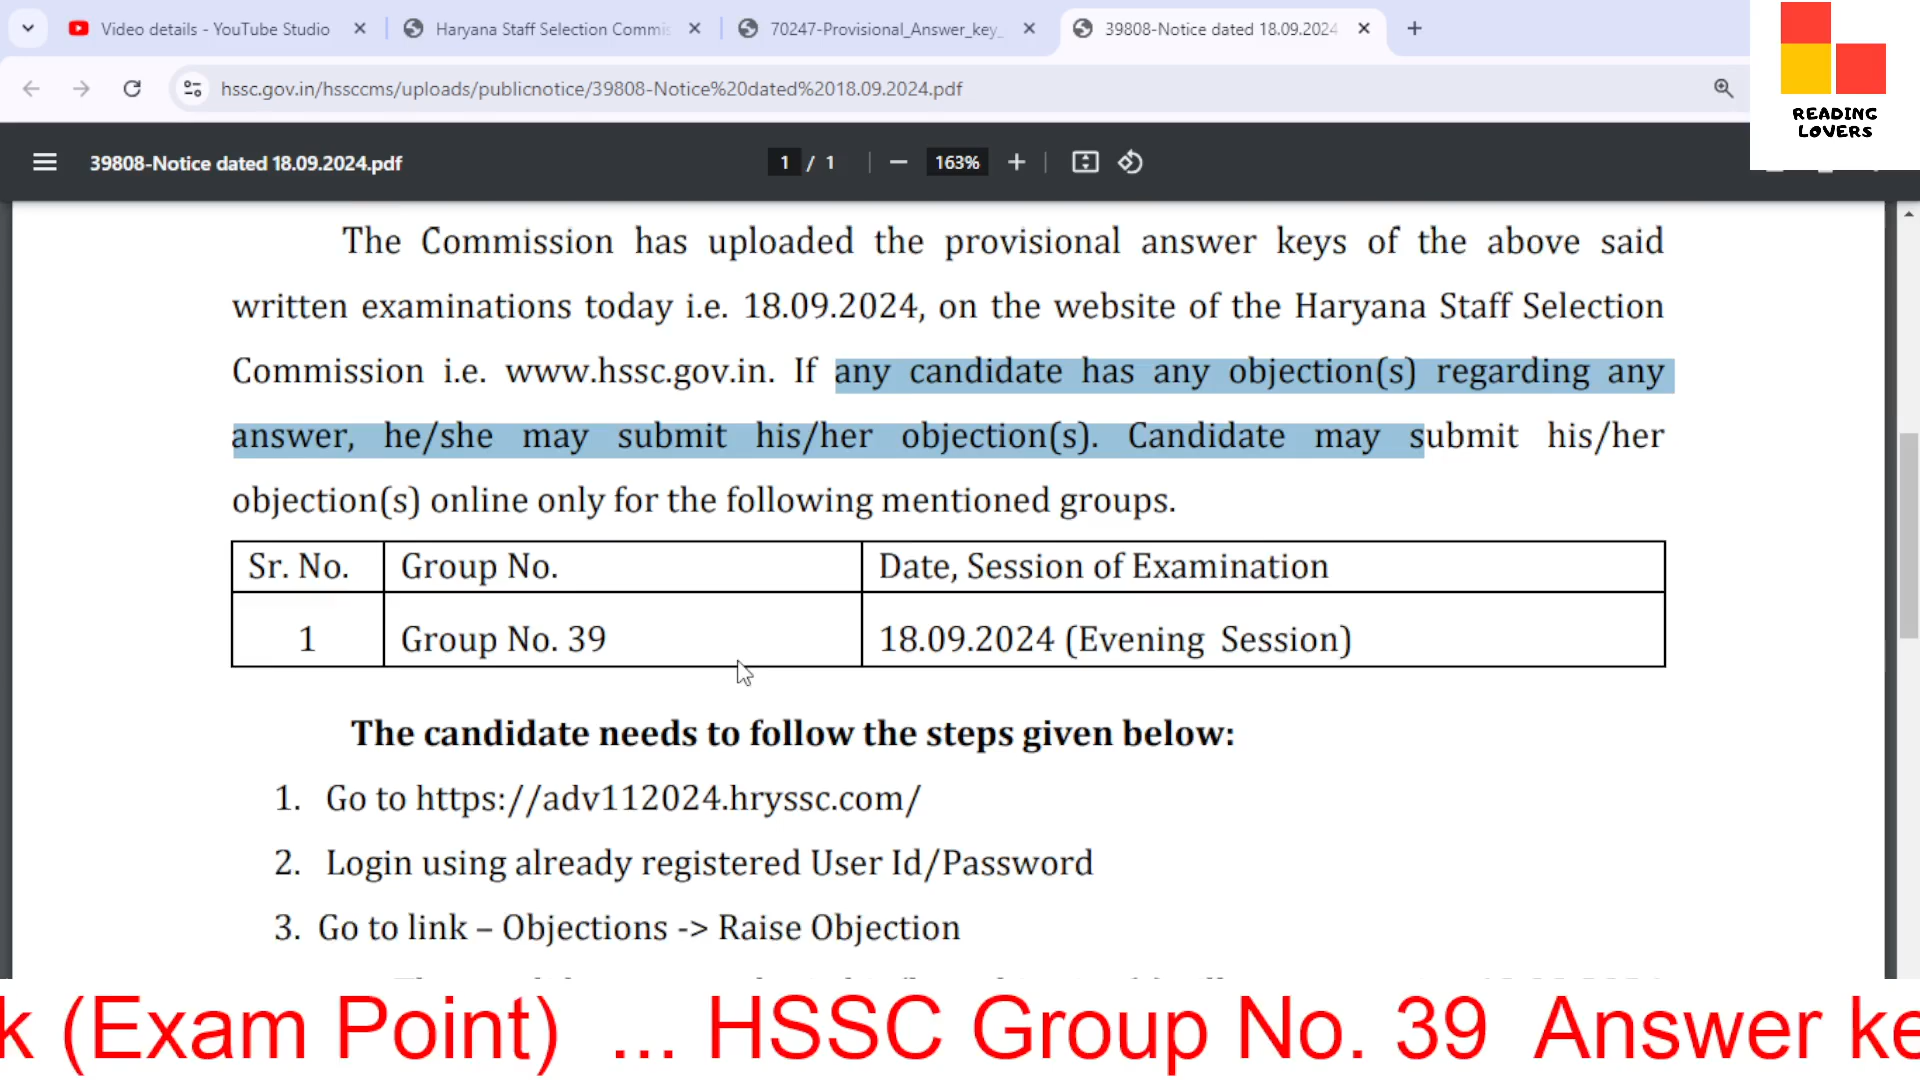 Video details - YouTube Studio
Haryana Staff Selection Commis
70247-Provisional_Answer_key_
39808-Notice dated 18.09.2024
hssc.gov.in/hssccms/uploads/publicnotice/39808-Notice%20dated%2018.09.2024.pdf
READING
LOVERS
39808-Notice dated 18.09.2024.pdf
1 / 1
163%
The Commission has uploaded the provisional answer keys of the above said
written examinations today i.e. 18.09.2024, on the website of the Haryana Staff Selection
Commission i.e. www.hssc.gov.in. If any candidate has any objection(s) regarding any
answer, he/she may submit his/her objection(s). Candidate may submit his/her
objection(s) online only for the following mentioned groups.
Sr. No. Group No. Date, Session of Examination
1 Group No. 39 18.09.2024 (Evening Session)
The candidate needs to follow the steps given below:
1. Go to https://adv112024.hryssc.com/
2. Login using already registered User Id/Password
3. Go to link – Objections -> Raise Objection
k (Exam Point) ... HSSC Group No. 39 Answer ke